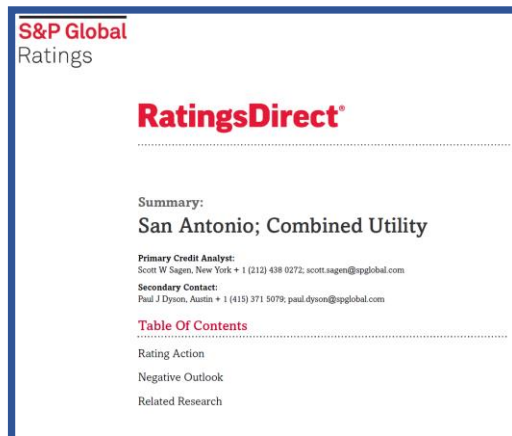 S&P Global
Ratings
RatingsDirect®
Summary:
San Antonio; Combined Utility
Primary Credit Analyst:
Scott W Sagen, New York + 1 (212) 438 0272; scott.sagen@spglobal.com
Secondary Contact:
Paul J Dyson, Austin + 1 (415) 371 5079; paul.dyson@spglobal.com
Table Of Contents
Rating Action
Negative Outlook
Related Research